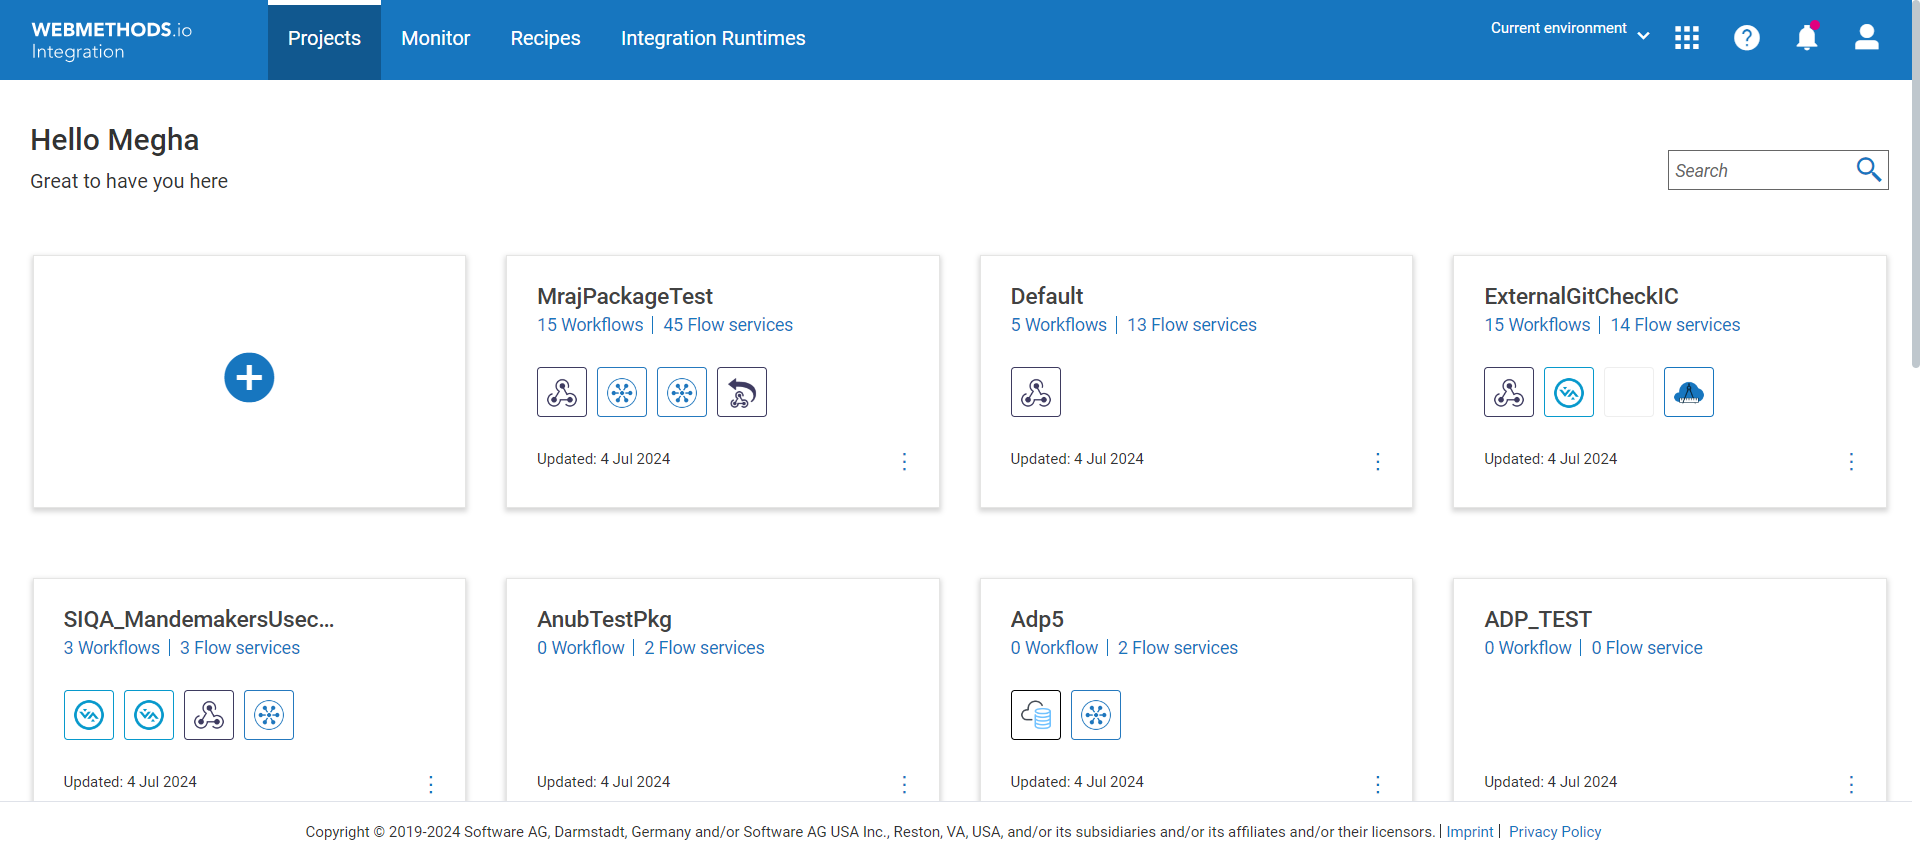 WEBMETHODS.io
Integration
Projects
Monitor
Recipes
Integration Runtimes
Current environment
Hello Megha
Great to have you here
Search
MrajPackageTest
15 Workflows | 45 Flow services
Updated: 4 Jul 2024
Default
5 Workflows | 13 Flow services
Updated: 4 Jul 2024
ExternalGitCheckIC
15 Workflows | 14 Flow services
Updated: 4 Jul 2024
SIQA_MandemakersUsec...
3 Workflows | 3 Flow services
Updated: 4 Jul 2024
AnubTestPkg
0 Workflow | 2 Flow services
Updated: 4 Jul 2024
Adp5
0 Workflow | 2 Flow services
Updated: 4 Jul 2024
ADP_TEST
0 Workflow | 0 Flow service
Updated: 4 Jul 2024
Copyright © 2019-2024 Software AG, Darmstadt, Germany and/or Software AG USA Inc., Reston, VA, USA, and/or its subsidiaries and/or its affiliates and/or their licensors. | Imprint | Privacy Policy